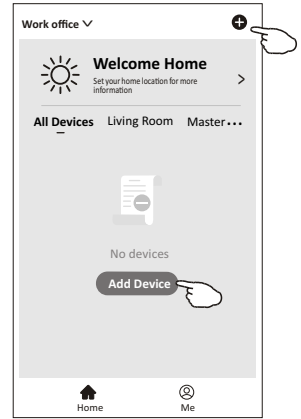 Work office
Welcome Home
Set your home location for more
information
All Devices Living Room Master...
No devices
Add Device
Home Me